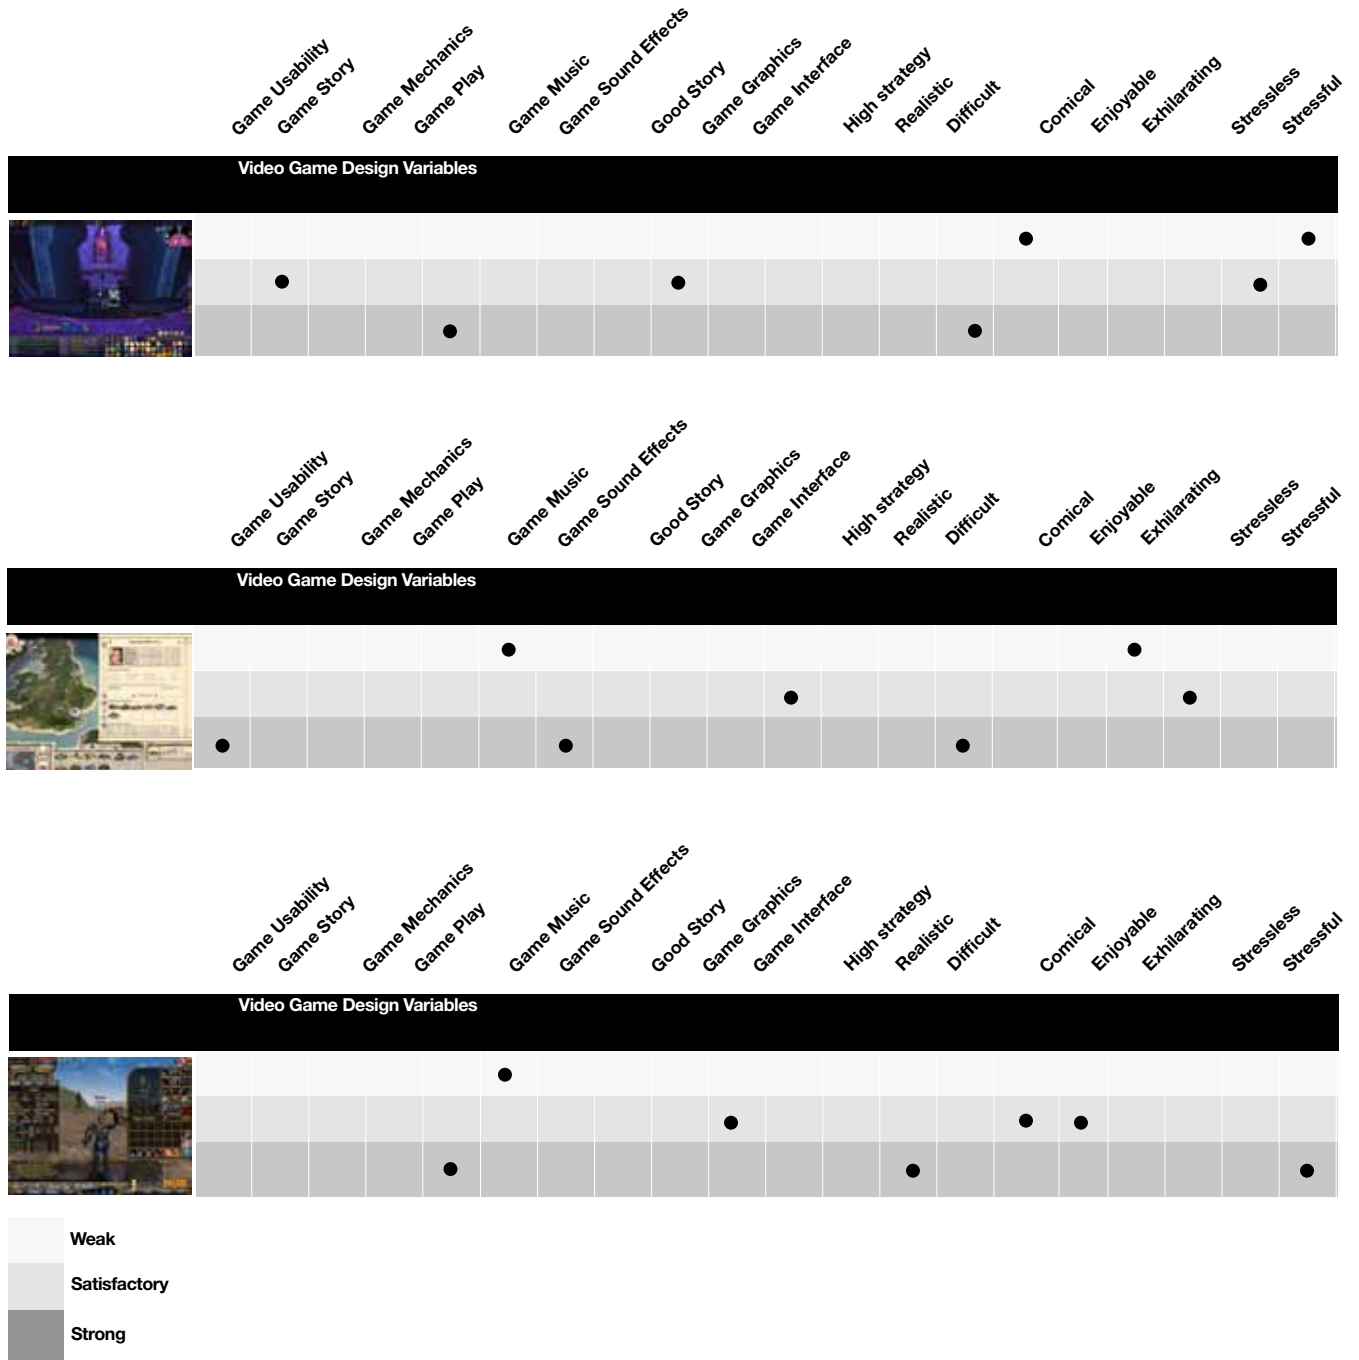 Game Usability
Game Story
Game Mechanics
Game Play
Game Music
Game Sound Effects
Good Story
Game Graphics
Game Interface
High strategy
Realistic
Difficult
Comical
Enjoyable
Exhilarating
Stressless
Stressful
Video Game Design Variables
Game Usability
Game Story
Game Mechanics
Game Play
Game Music
Game Sound Effects
Good Story
Game Graphics
Game Interface
High strategy
Realistic
Difficult
Comical
Enjoyable
Exhilarating
Stressless
Stressful
Video Game Design Variables
Game Usability
Game Story
Game Mechanics
Game Play
Game Music
Game Sound Effects
Good Story
Game Graphics
Game Interface
High strategy
Realistic
Difficult
Comical
Enjoyable
Exhilarating
Stressless
Stressful
Video Game Design Variables
Weak
Satisfactory
Strong